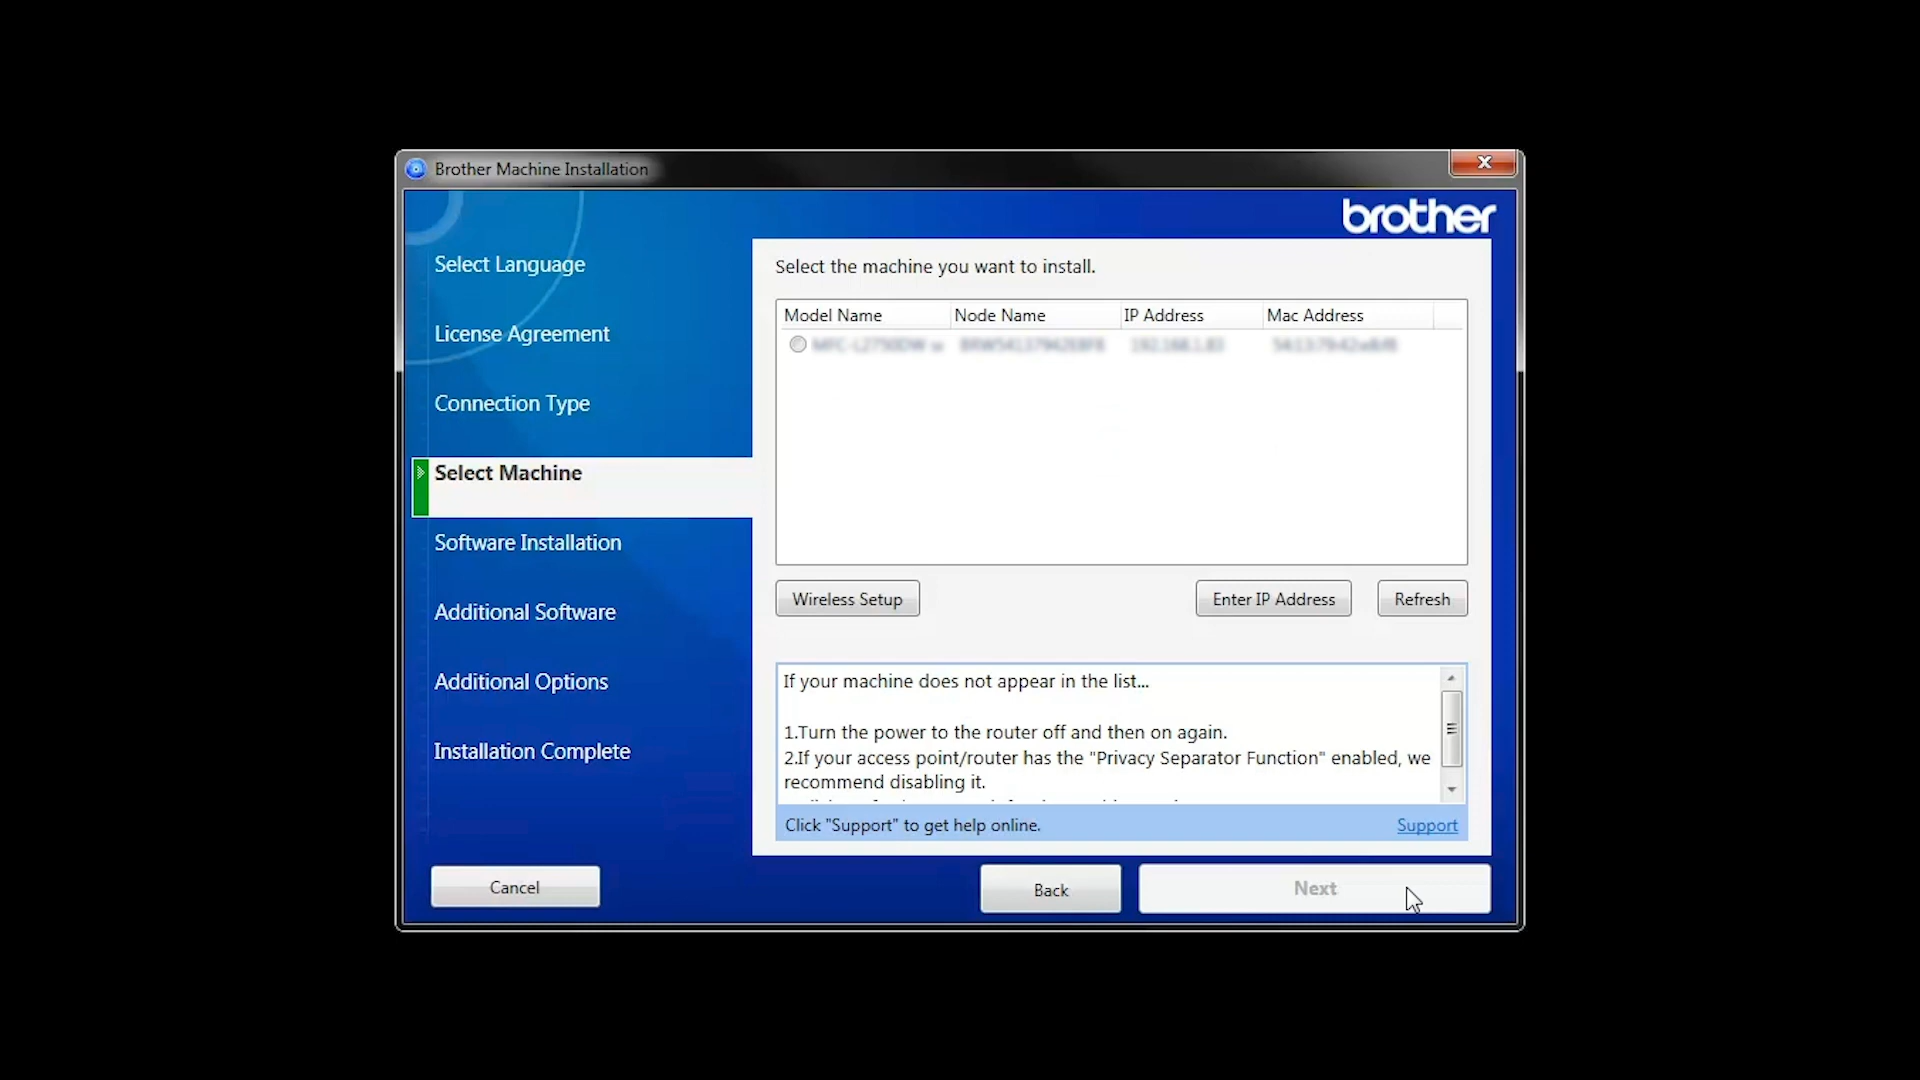 Brother Machine Installation
X
brother
Select Language
License Agreement
Connection Type
Select Machine
Software Installation
Additional Software
Additional Options
Installation Complete
Select the machine you want to install.
Model Name Node Name IP Address Mac Address
Wireless Setup Enter IP Address Refresh
If your machine does not appear in the list...
1.Turn the power to the router off and then on again.
2.If your access point/router has the "Privacy Separator Function" enabled, we
recommend disabling it.
Click "Support" to get help online. Support
Cancel Back Next